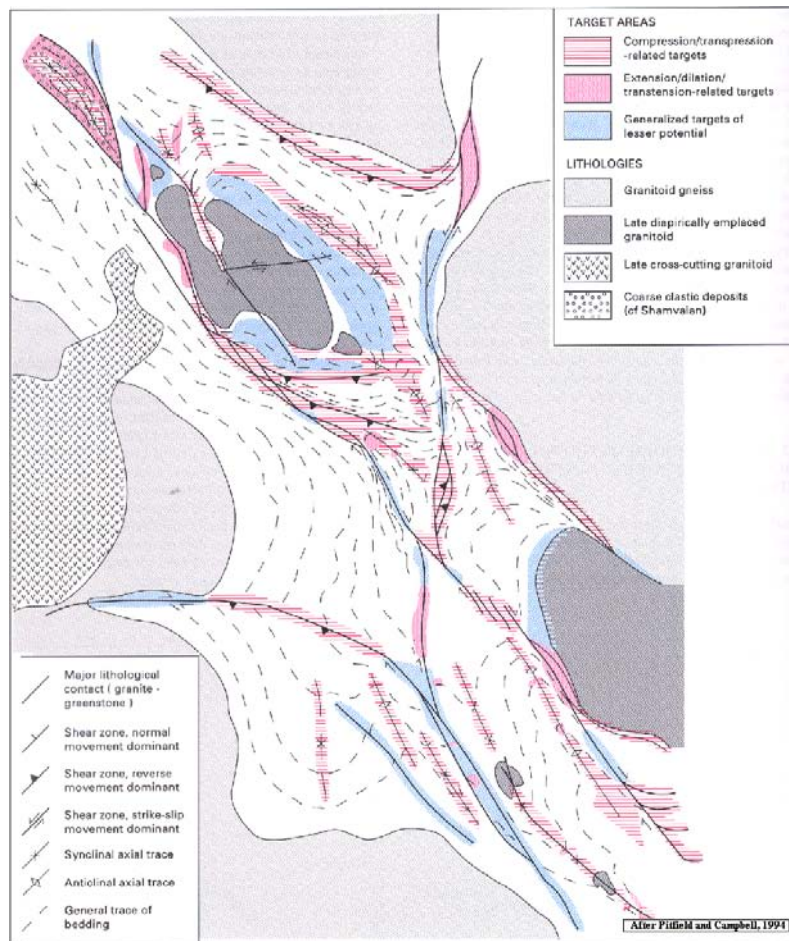 TARGET AREAS
Compression/transpression
-related targets
Extension/dilation/
transtension-related targets
Generalized targets of
lesser potential
LITHOLOGIES
Granitoid gneiss
Late diapirically emplaced
granitoid
Late cross-cutting granitoid
Coarse clastic deposits
(cf Shamvaian)
Major lithological
contact ( granite -
greenstone )
Shear zone, normal
movement dominant
Shear zone, reverse
movement dominant
Shear zone, strike-slip
movement dominant
Synclinal axial trace
Anticlinal axial trace
General trace of
bedding
After Pitfield and Campbell, 1994